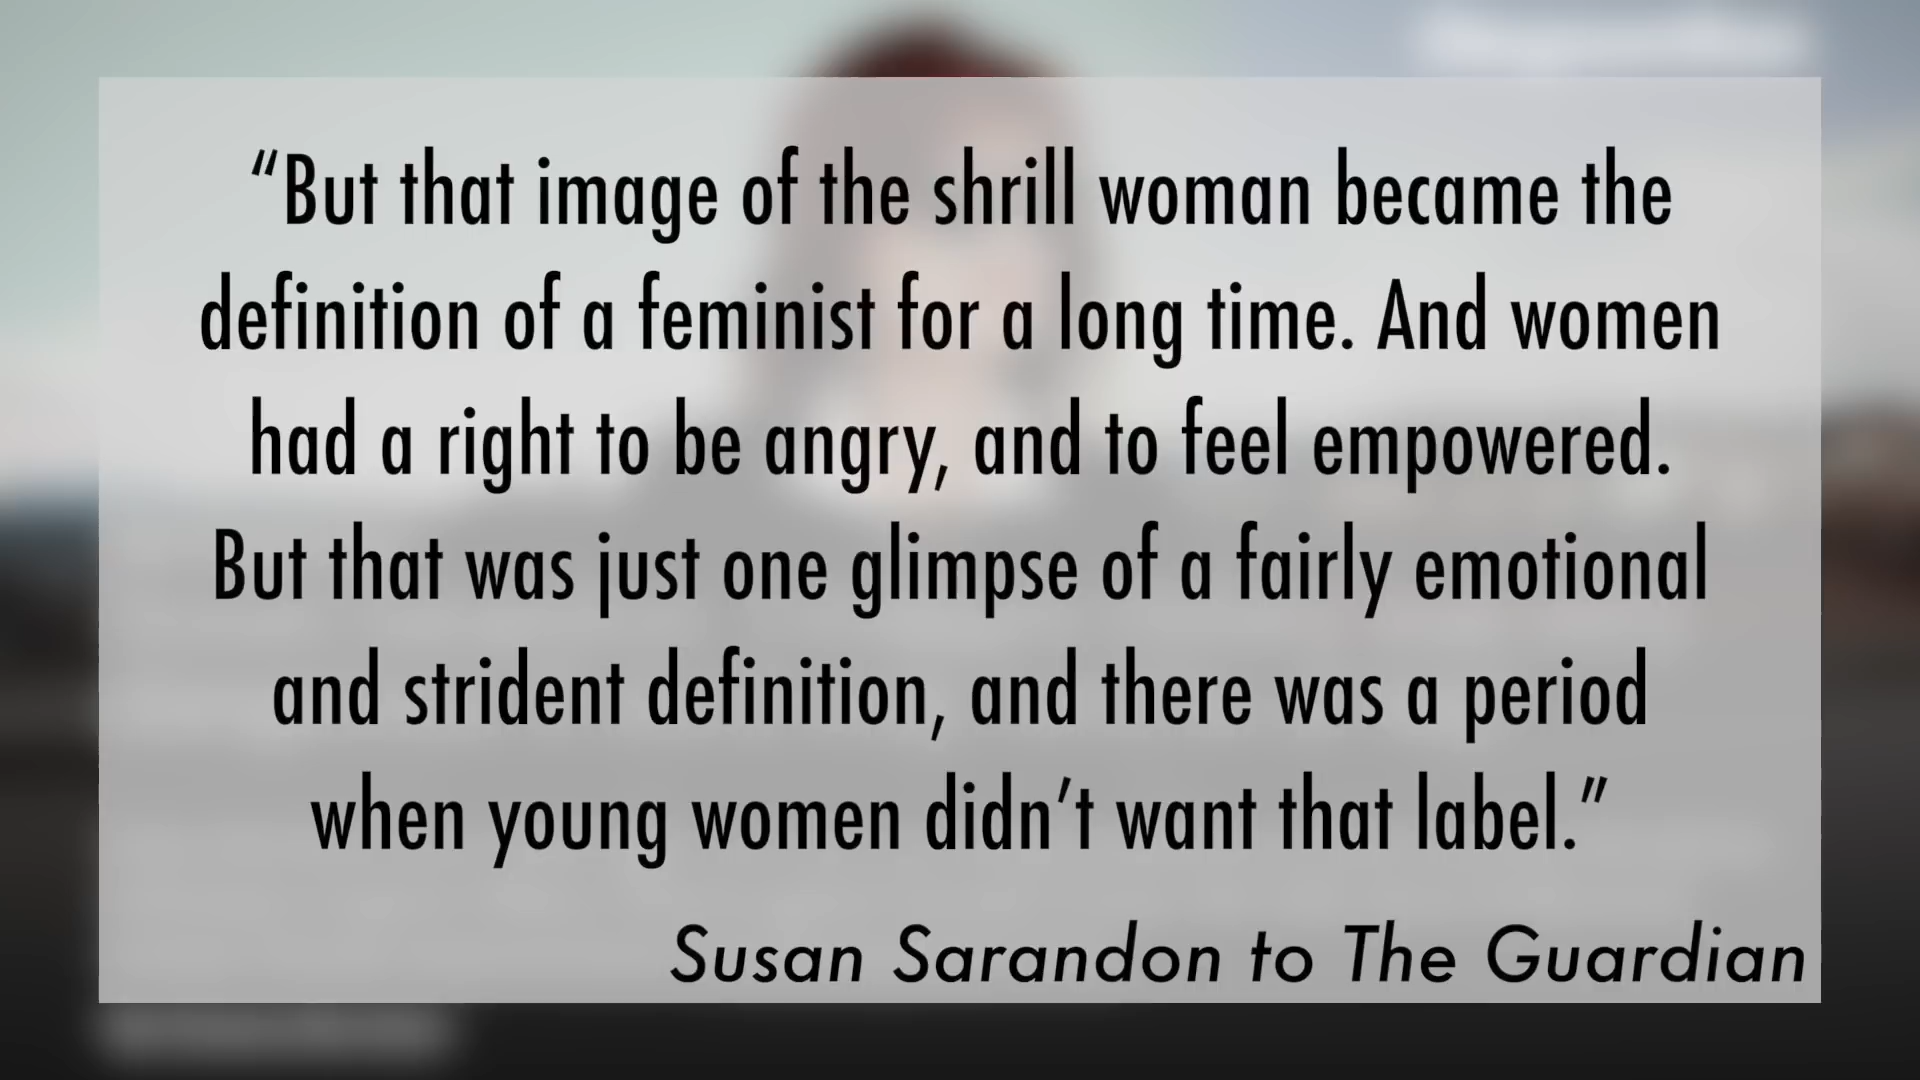 “But that image of the shrill woman became the
definition of a feminist for a long time. And women
had a right to be angry, and to feel empowered.
But that was just one glimpse of a fairly emotional
and strident definition, and there was a period
when young women didn’t want that label.”
Susan Sarandon to The Guardian